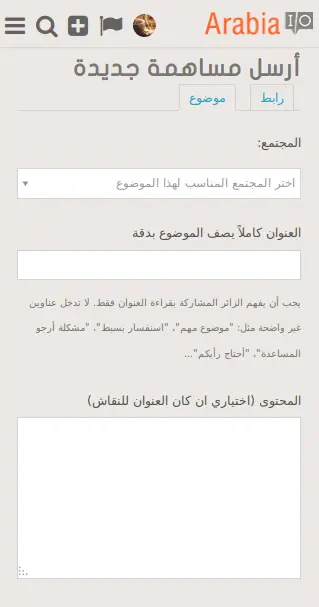 Arabia I/O
أرسل مساهمة جديدة
رابط
موضوع
المجتمع:
اختر المجتمع المناسب لهذا الموضوع
العنوان كاملاً يصف الموضوع بدقة
يجب أن يفهم الزائر المشاركة بقراءة العنوان فقط. لا تدخل عناوين
غير واضحة مثل: "موضوع مهم"، "استفسار بسيط"، "مشكلة أرجو
المساعدة"، "أحتاج رأيكم"...
المحتوى (اختياري ان كان العنوان للنقاش)